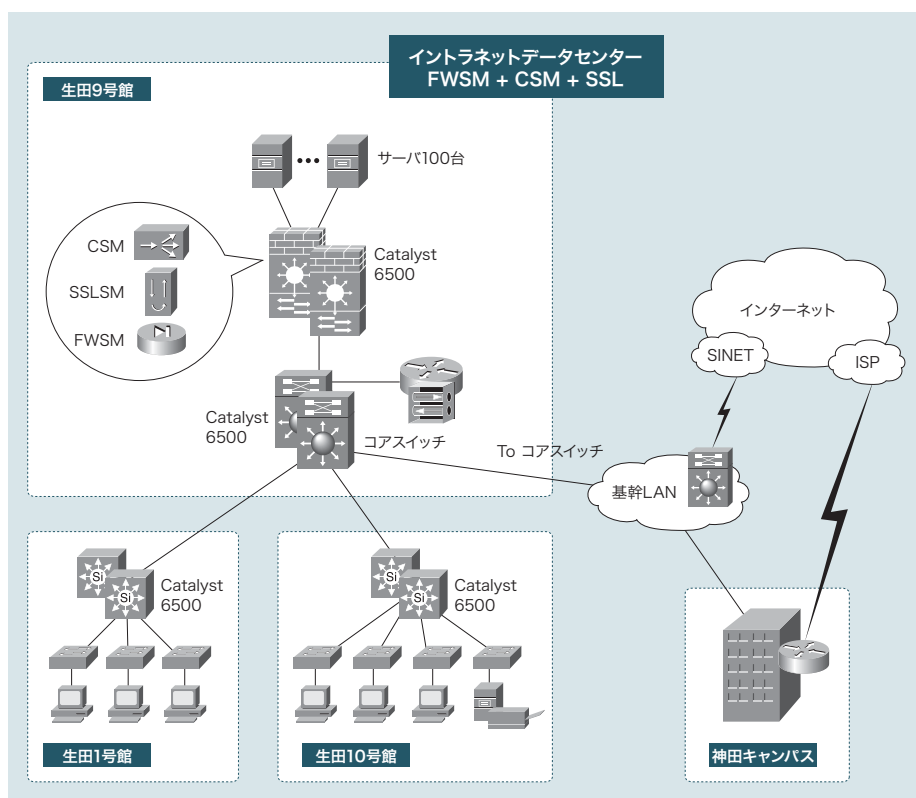 イントラネットデータセンター
FWSM + CSM + SSL
生田9号館
サーバ100台
CSM
SSLSM
FWSM
Catalyst
6500
インターネット
SINET
ISP
Catalyst
6500
コアスイッチ
To コアスイッチ
基幹LAN
Si
Si
Catalyst
6500
Si
Si
Catalyst
6500
生田1号館
生田10号館
神田キャンパス